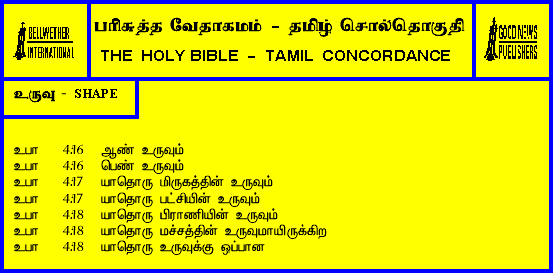 BELLWETHER
INTERNATIONAL
பரிசுத்த வேதாகமம் - தமிழ் சொல்தொகுதி
THE HOLY BIBLE - TAMIL CONCORDANCE
GOOD NEWS
PUBLISHERS
உருவு - SHAPE
உபா 4:16 ஆண் உருவும்
உபா 4:16 பெண் உருவும்
உபா 4:17 யாதொரு மிருகத்தின் உருவும்
உபா 4:17 யாதொரு பட்சியின் உருவும்
உபா 4:18 யாதொரு பிராணியின் உருவும்
உபா 4:18 யாதொரு மச்சத்தின் உருவுமாயிருக்கிற
உபா 4:18 யாதொரு உருவுக்கு ஒப்பான